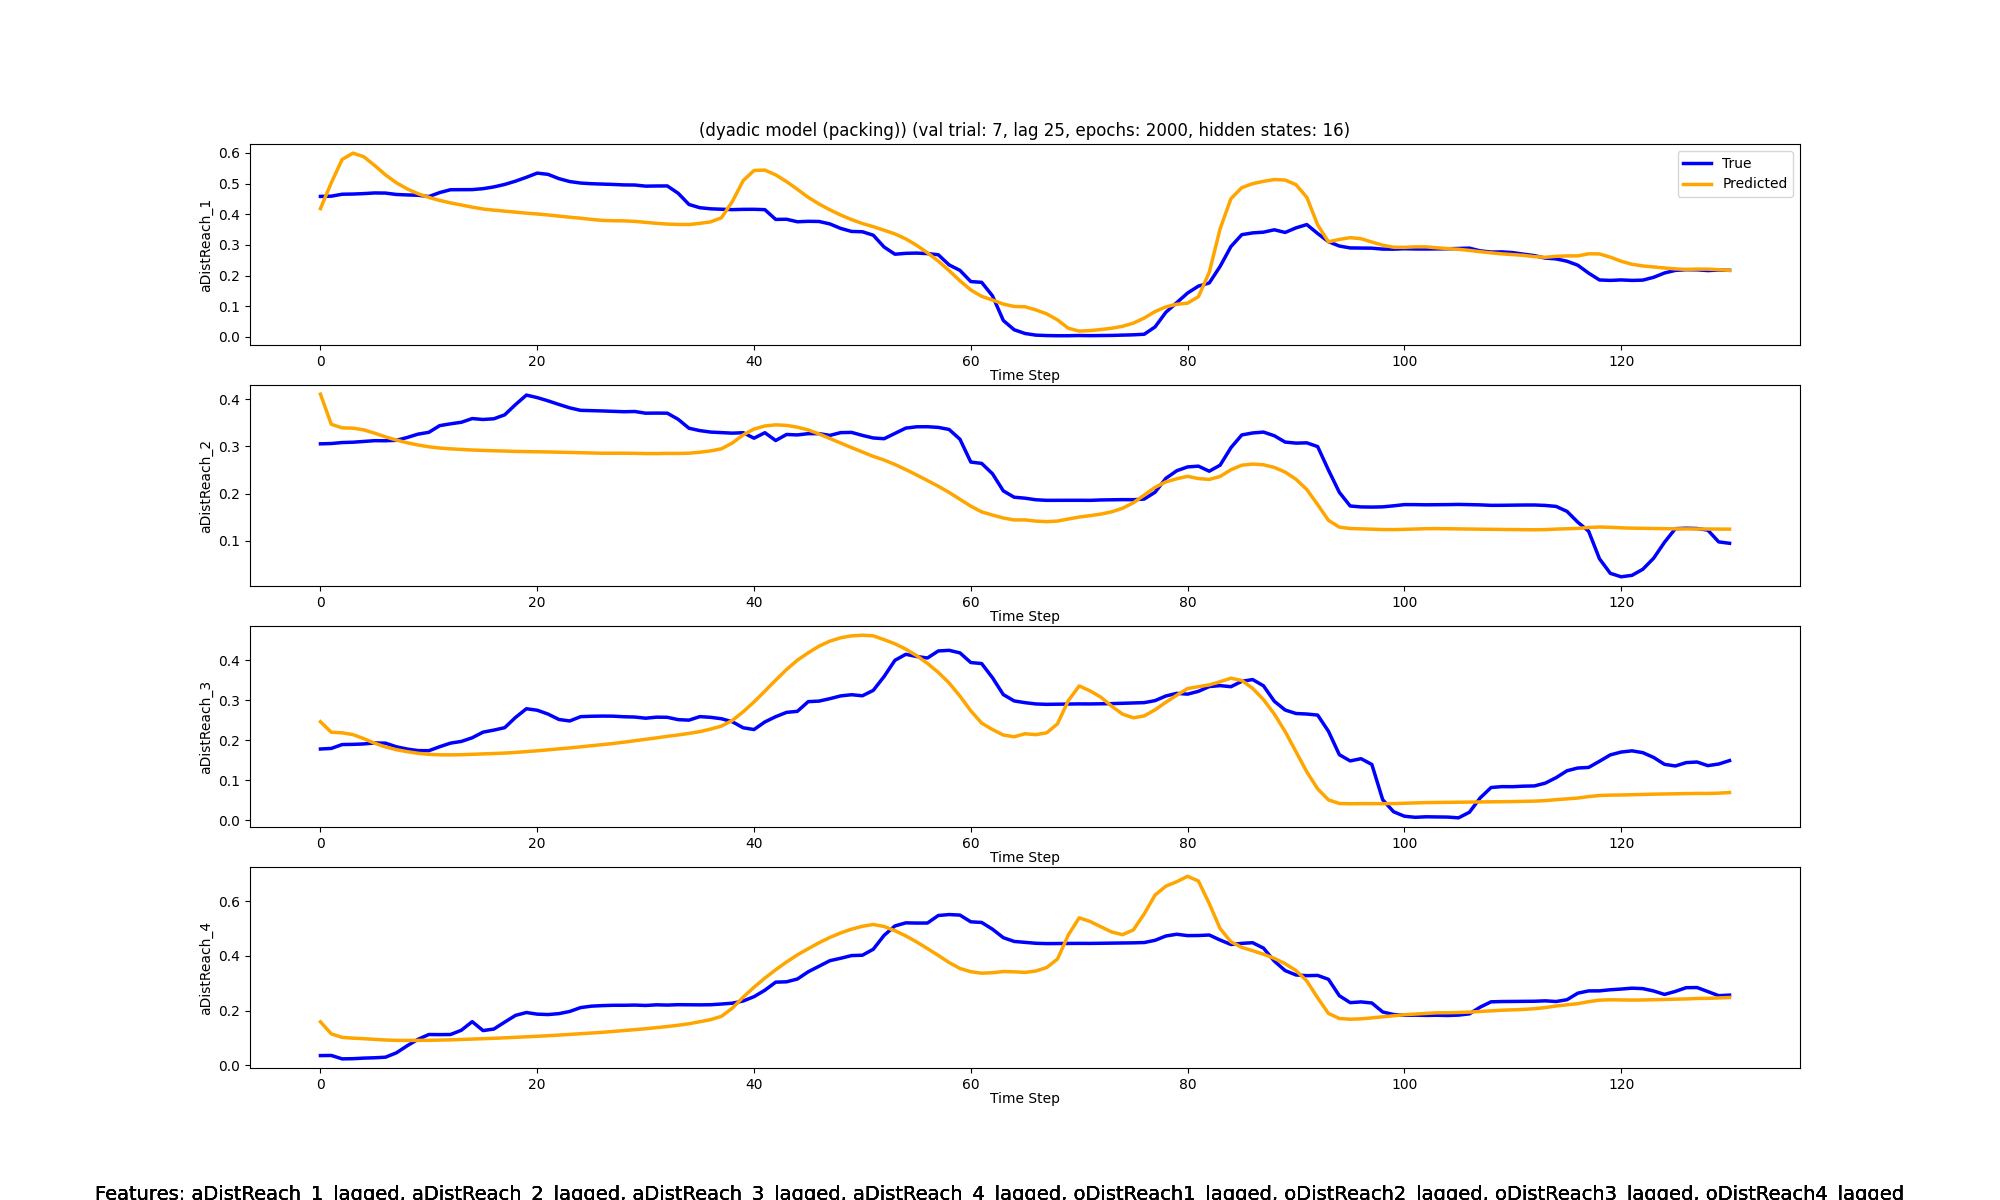 (dyadic model (packing)) (val trial: 7, lag 25, epochs: 2000, hidden states: 16)
True
Predicted
aDistReach_1
0.6
0.5
0.4
0.3
0.2
0.1
0.0
0 20 40 60 80 100 120
Time Step
aDistReach_2
0.4
0.3
0.2
0.1
0 20 40 60 80 100 120
Time Step
aDistReach_3
0.4
0.3
0.2
0.1
0.0
0 20 40 60 80 100 120
Time Step
aDistReach_4
0.6
0.4
0.2
0.0
0 20 40 60 80 100 120
Time Step
Features: aDistReach_1_lagged, aDistReach_2_lagged, aDistReach_3_lagged, aDistReach_4_lagged, oDistReach1_lagged, oDistReach2_lagged, oDistReach3_lagged, oDistReach4_lagged